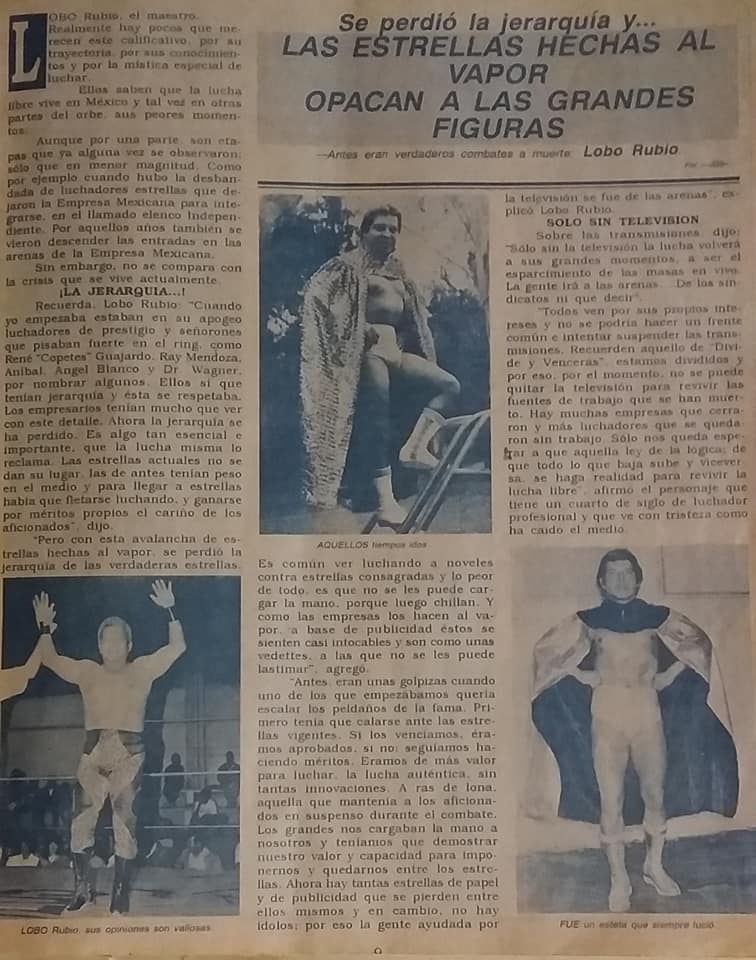 Se perdió la jerarquía y...
LAS ESTRELLAS HECHAS AL
VAPOR
OPACAN A LAS GRANDES
FIGURAS
—Antes eran verdaderos combates a muerte: Lobo Rubio
Por
LOBO Rubio, el maestro.
Realmente hay pocos que me-
recen este calificativo, por su
trayectoria, por sus conocimien-
tos y por la mística especial de
luchar.
Ellos saben que la lucha
libre vive en México y tal vez en otras
partes del orbe, sus peores momen-
tos.
Aunque por una parte, son eta-
pas que ya alguna vez se observaron;
sólo que en menor magnitud. Como
por ejemplo cuando hubo la desban-
dada de luchadores estrellas que de-
jaron la Empresa Mexicana para inte-
grarse, en el llamado elenco Indepen-
diente. Por aquellos años también se
vieron descender las entradas en las
arenas de la Empresa Mexicana.
Sin embargo, no se compara con
la crisis que se vive actualmente.
¡LA JERARQUIA...!
Recuerda, Lobo Rubio: "Cuando
yo empezaba estaban en su apogeo
luchadores de prestigio y señorones
que pisaban fuerte en el ring, como
René "Copetes" Guajardo, Ray Mendoza,
Aníbal, Angel Blanco y Dr. Wagner,
por nombrar algunos. Ellos sí que
tenían jerarquía y ésta se respetaba.
Los empresarios tenían mucho que ver
con este detalle. Ahora la jerarquía se
ha perdido. Es algo tan esencial e
importante, que la lucha misma lo
reclama. Las estrellas actuales no se
dan su lugar, las de antes tenían peso
en el medio y para llegar a estrellas
había que fletarse luchando, y ganarse
por méritos propios el cariño de los
aficionados", dijo.
"Pero con esta avalancha de es-
trellas hechas al vapor, se perdió la
jerarquía de las verdaderas estrellas.
LOBO Rubio, sus opiniones son valiosas.
AQUELLOS tiempos idos.
Es común ver luchando a noveles
contra estrellas consagradas y lo peor
de todo, es que no se les puede car-
gar la mano, porque luego chillan. Y
como las empresas los hacen al va-
por, a base de publicidad éstos se
sienten casi intocables y son como unas
vedettes, a las que no se les puede
lastimar", agregó.
"Antes eran unas golpizas cuando
uno de los que empezábamos quería
escalar los peldaños de la fama. Pri-
mero tenía que calarse ante las estre-
llas vigentes. Si los vencíamos, éra-
mos aprobados, si no; seguíamos ha-
ciendo méritos. Eramos de más valor
para luchar, la lucha auténtica, sin
tantas innovaciones. A ras de lona,
aquella que mantenía a los aficiona-
dos en suspenso durante el combate.
Los grandes nos cargaban la mano a
nosotros y teníamos que demostrar
nuestro valor y capacidad para impo-
nernos y quedarnos entre los estre-
llas. Ahora hay tantas estrellas de papel
y de publicidad que se pierden entre
ellos mismos y en cambio, no hay
ídolos; por eso la gente ayudada por
la televisión se fue de las arenas", ex-
plicó Lobo Rubio.
SOLO SIN TELEVISION
Sobre las transmisiones, dijo:
"Sólo sin la televisión la lucha volverá
a sus grandes momentos, a ser el
esparcimiento de las masas en vivo.
La gente irá a las arenas... De los sin-
dicatos ni que decir".
"Todos ven por sus propios inte-
reses y no se podría hacer un frente
común e intentar suspender las trans-
misiones. Recuerden aquello de "Divi-
de y Venceras", estamos divididos y
por eso, por el momento, no se puede
quitar la televisión para revivir las
fuentes de trabajo que se han muer-
to. Hay muchas empresas que cerra-
ron y más luchadores que se queda-
ron sin trabajo. Sólo nos queda espe-
rar a que aquella ley de la lógica; de
que todo lo que baja sube y vicever-
sa, se haga realidad para revivir la
lucha libre", afirmó el personaje que
tiene un cuarto de siglo de luchador
profesional y que ve con tristeza como
ha caído el medio.
FUE un esteta que siempre lució.